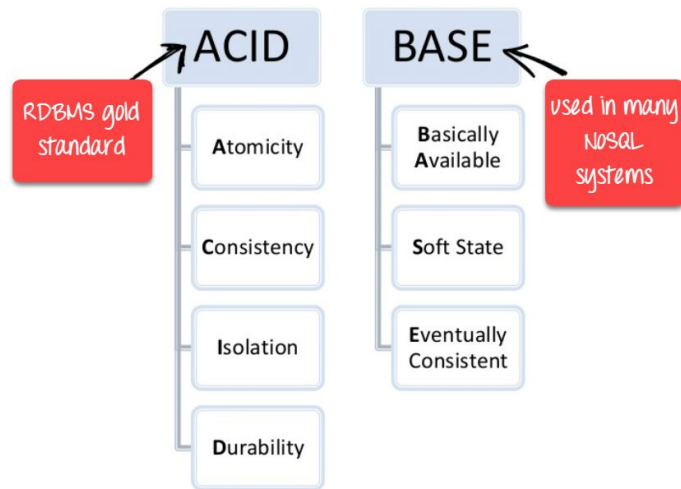 ACID
BASE
RDBMS gold
standard
used in many
NoSQL
systems
Atomicity
Consistency
Isolation
Durability
Basically
Available
Soft State
Eventually
Consistent